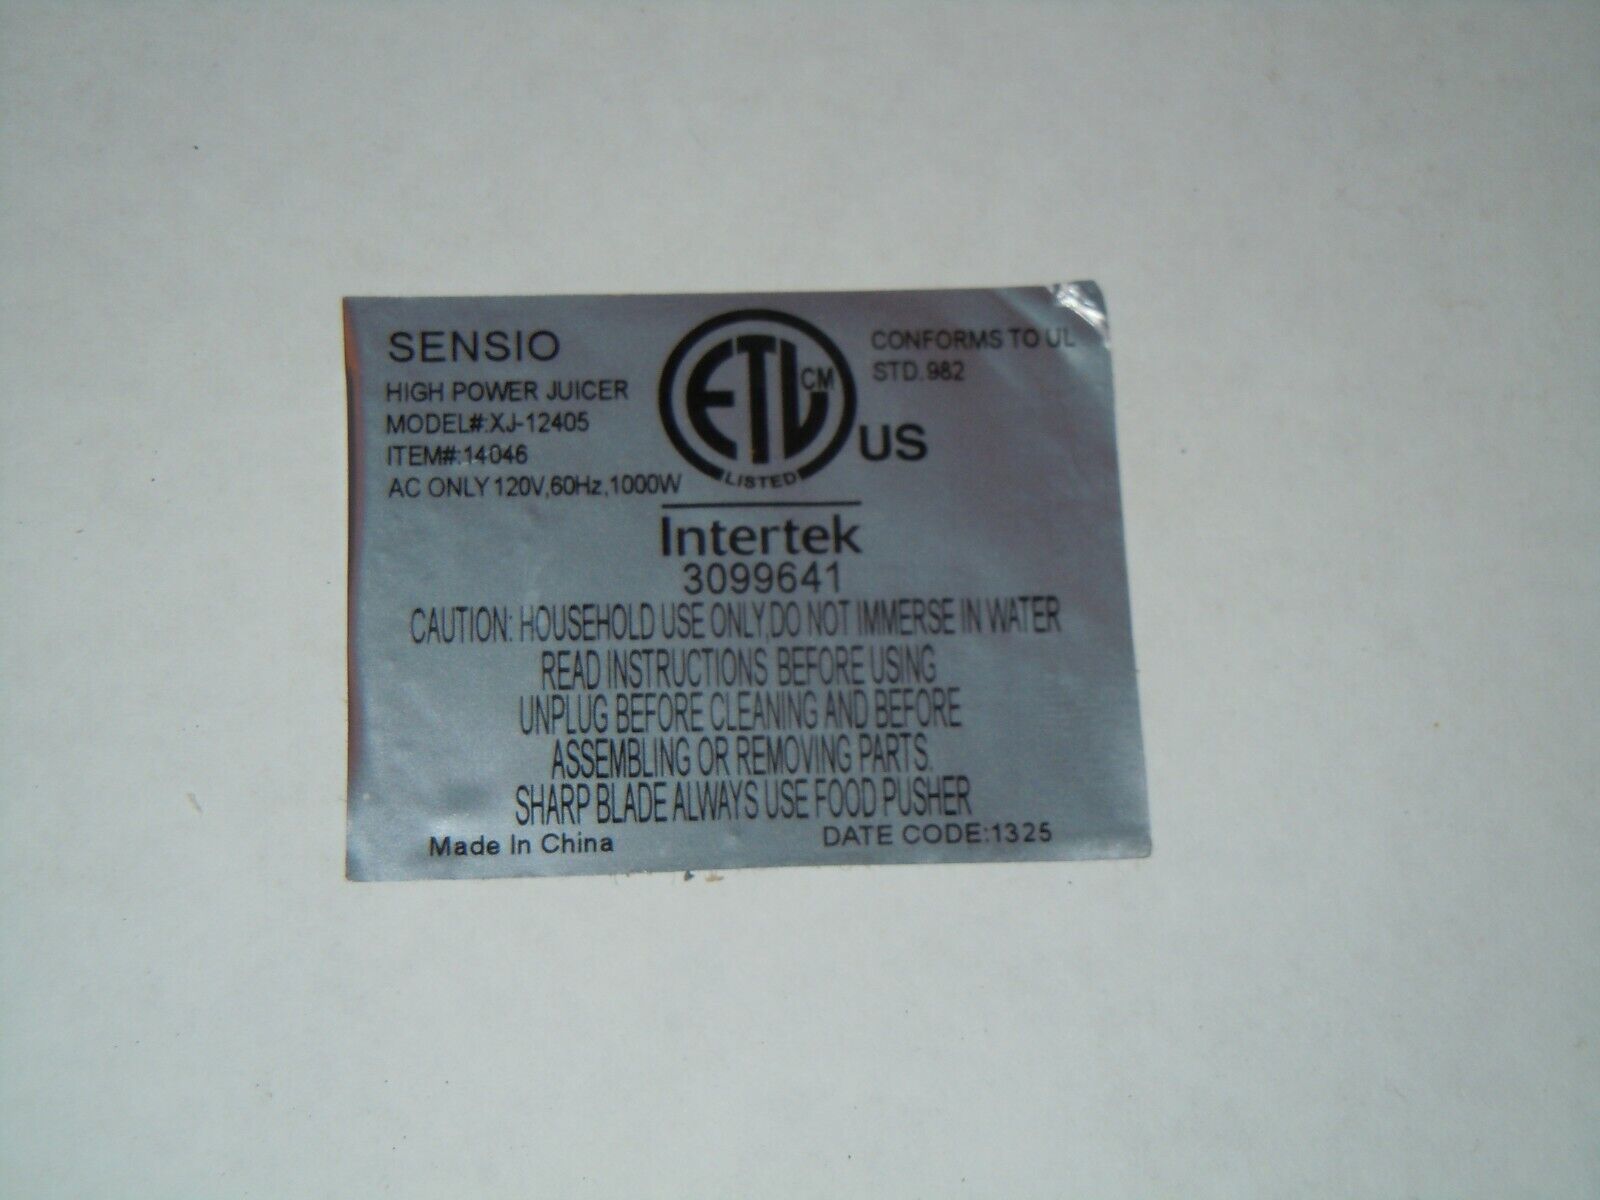 SENSIO
HIGH POWER JUICER
MODEL#:XJ-12405
ITEM#:14046
AC ONLY 120V,60Hz,1000W
ETL CM
LISTED
US
CONFORMS TO UL
STD.982
Intertek
3099641
CAUTION: HOUSEHOLD USE ONLY,DO NOT IMMERSE IN WATER
READ INSTRUCTIONS BEFORE USING
UNPLUG BEFORE CLEANING AND BEFORE
ASSEMBLING OR REMOVING PARTS.
SHARP BLADE ALWAYS USE FOOD PUSHER
Made In China
DATE CODE:1325